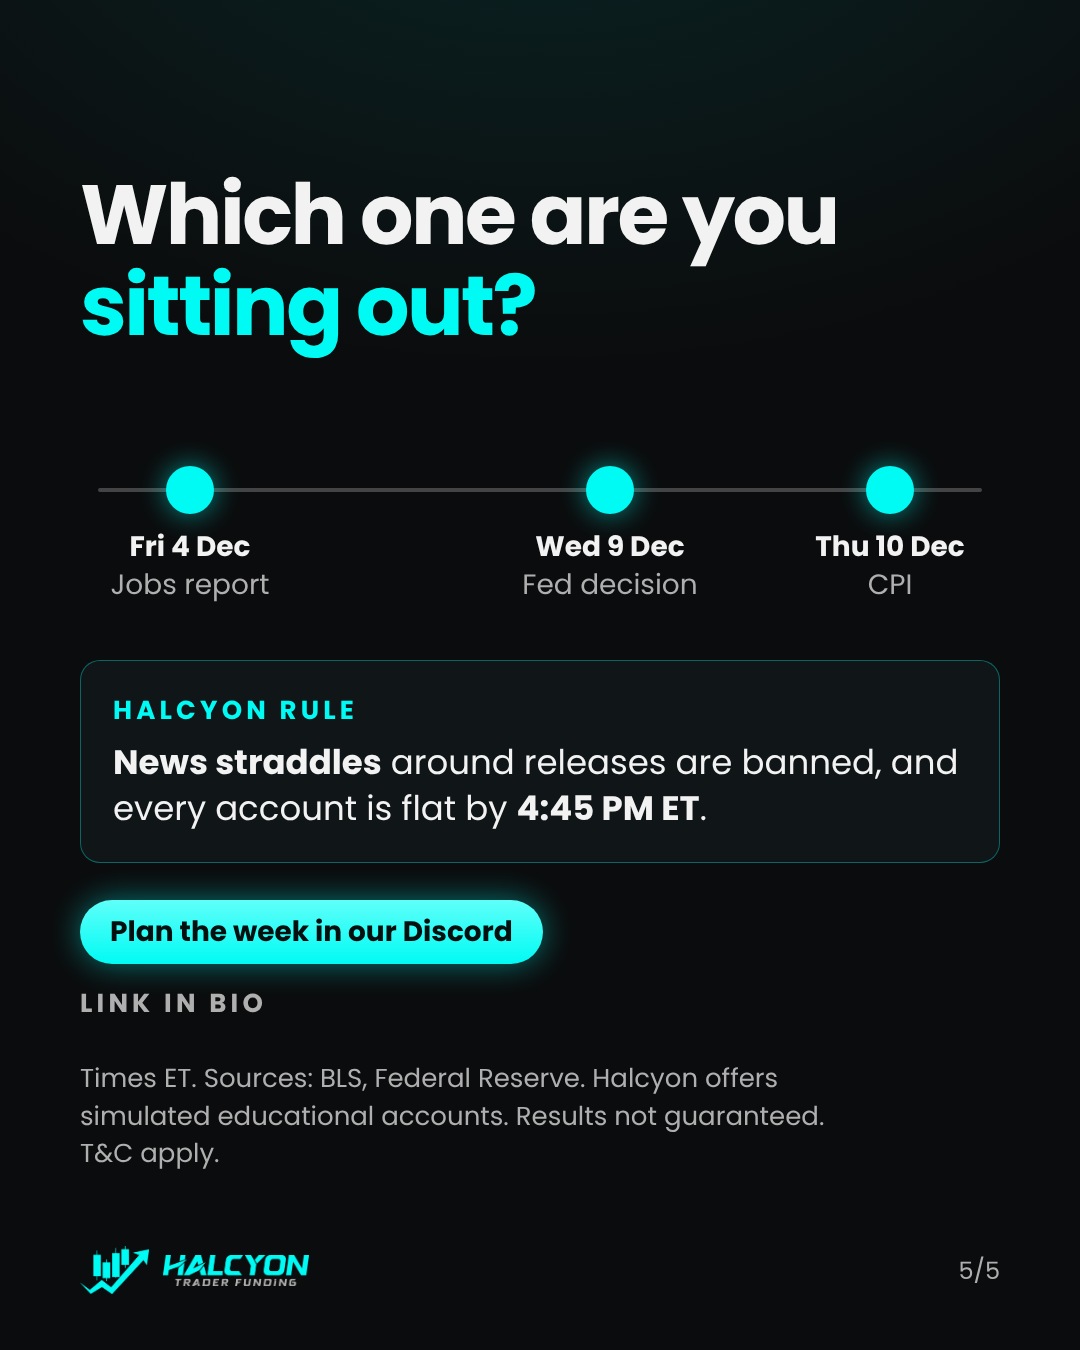 Which one are you
sitting out?
Fri 4 Dec
Jobs report
Wed 9 Dec
Fed decision
Thu 10 Dec
CPI
HALCYON RULE
News straddles around releases are banned, and
every account is flat by 4:45 PM ET.
Plan the week in our Discord
LINK IN BIO
Times ET. Sources: BLS, Federal Reserve. Halcyon offers
simulated educational accounts. Results not guaranteed.
T&C apply.
HALCYON
TRADER FUNDING
5/5